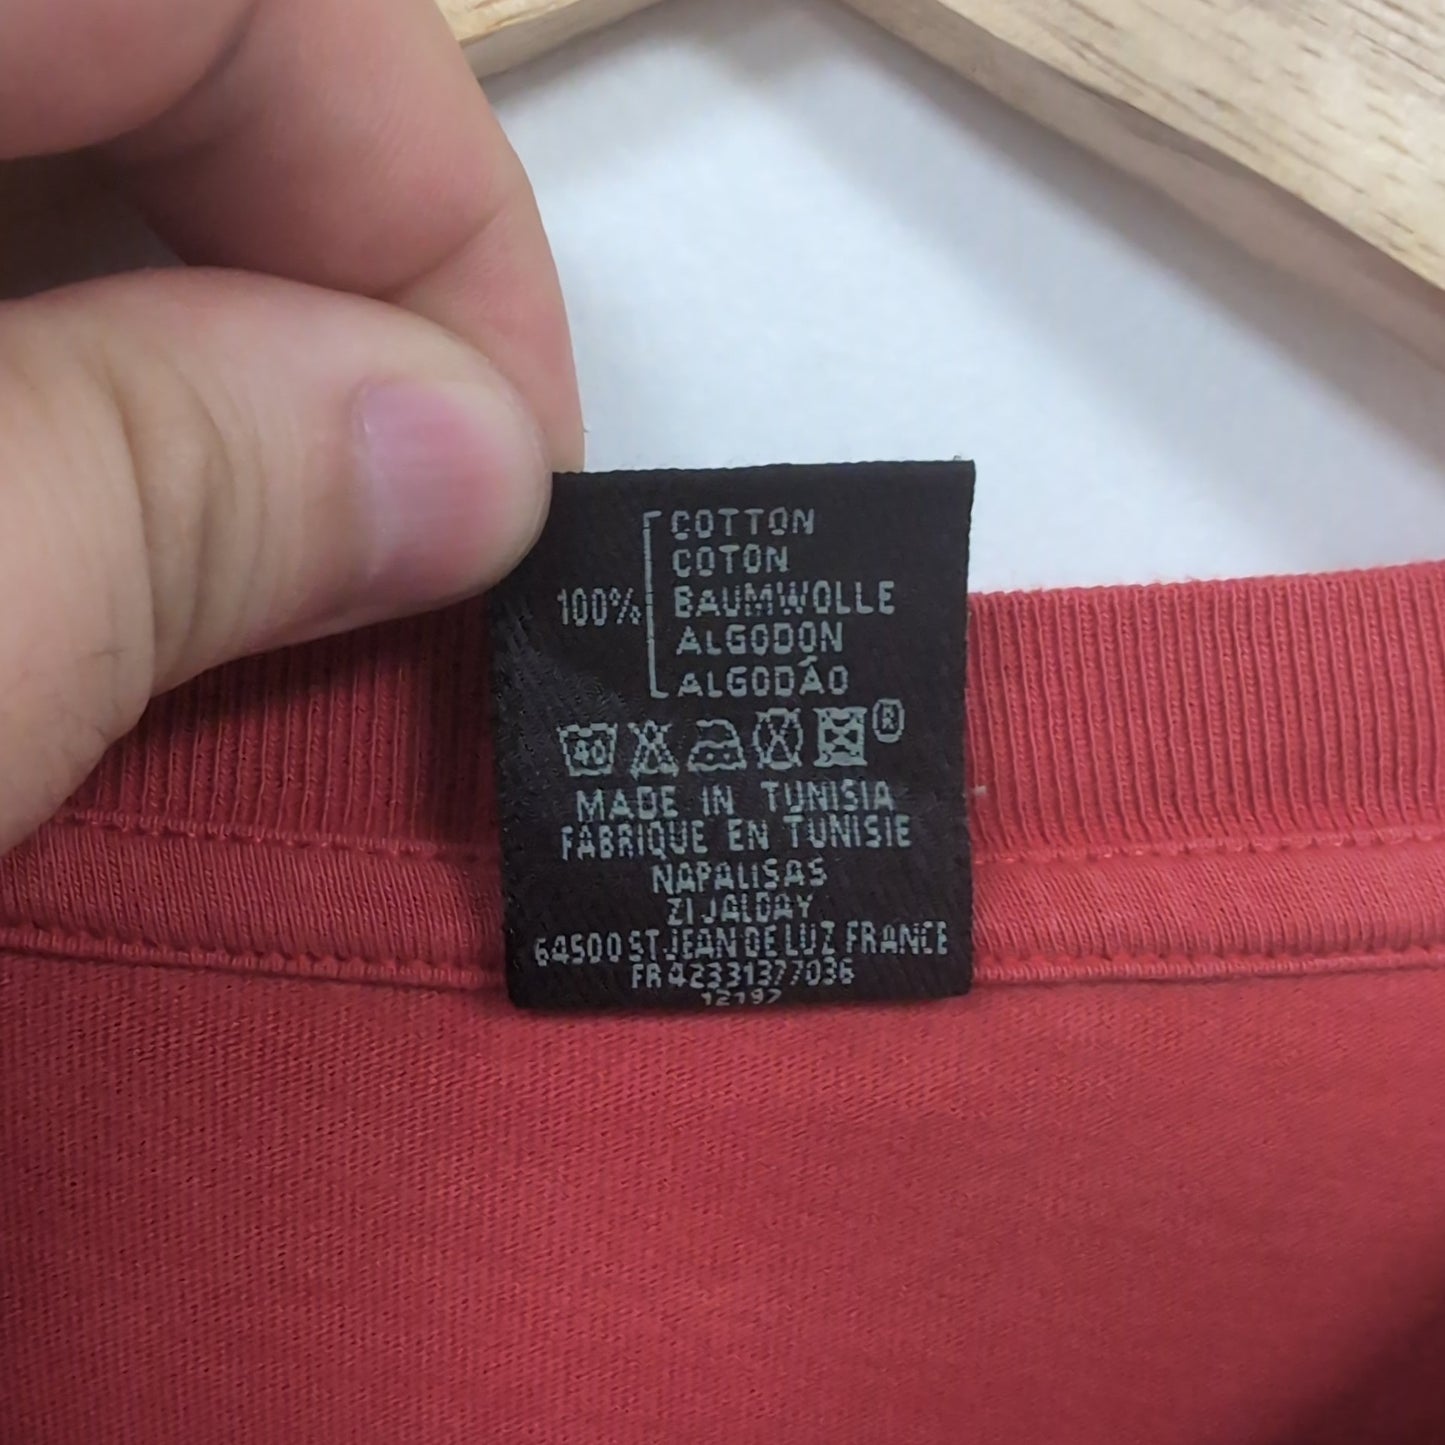 COTTON
COTON
100% BAUMWOLLE
ALGODON
ALGODÃO
40 ®
MADE IN TUNISIA
FABRIQUE EN TUNISIE
NAPALISAS
ZI JALDAY
64500 ST JEAN DE LUZ FRANCE
FR 42331377036
12197